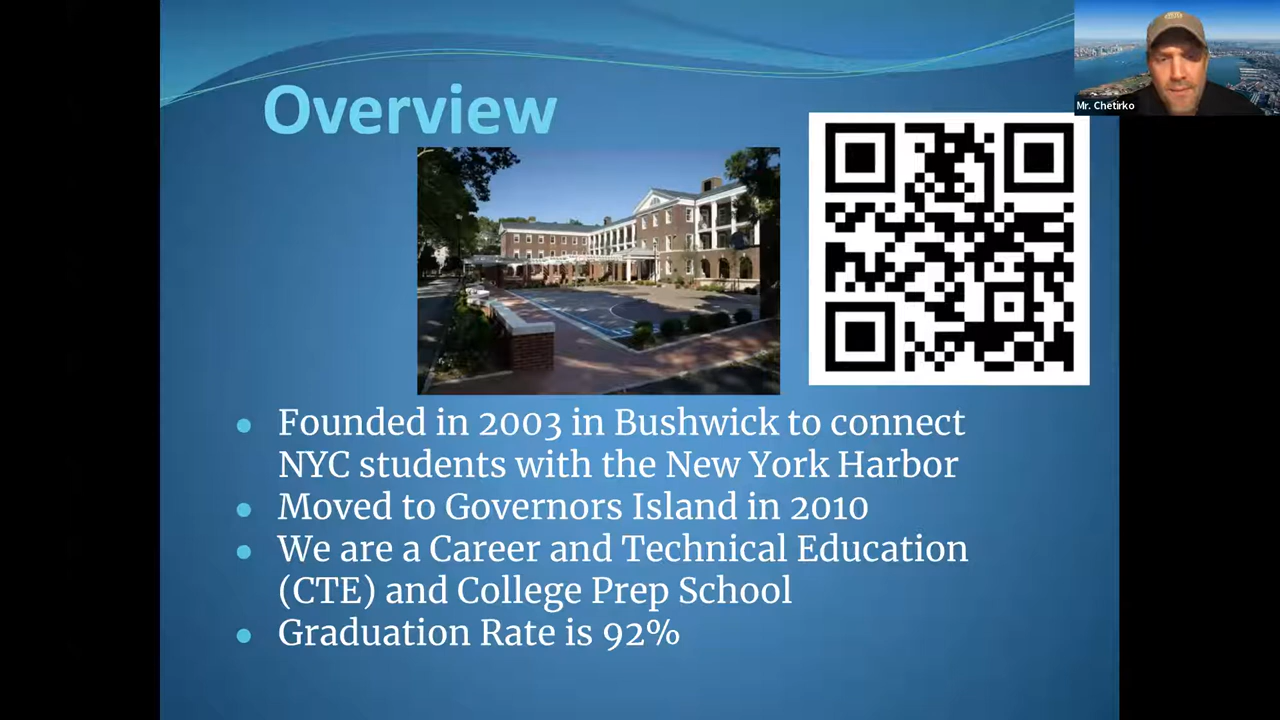 Overview
Mr. Chetirko
Founded in 2003 in Bushwick to connect
NYC students with the New York Harbor
Moved to Governors Island in 2010
We are a Career and Technical Education
(CTE) and College Prep School
Graduation Rate is 92%